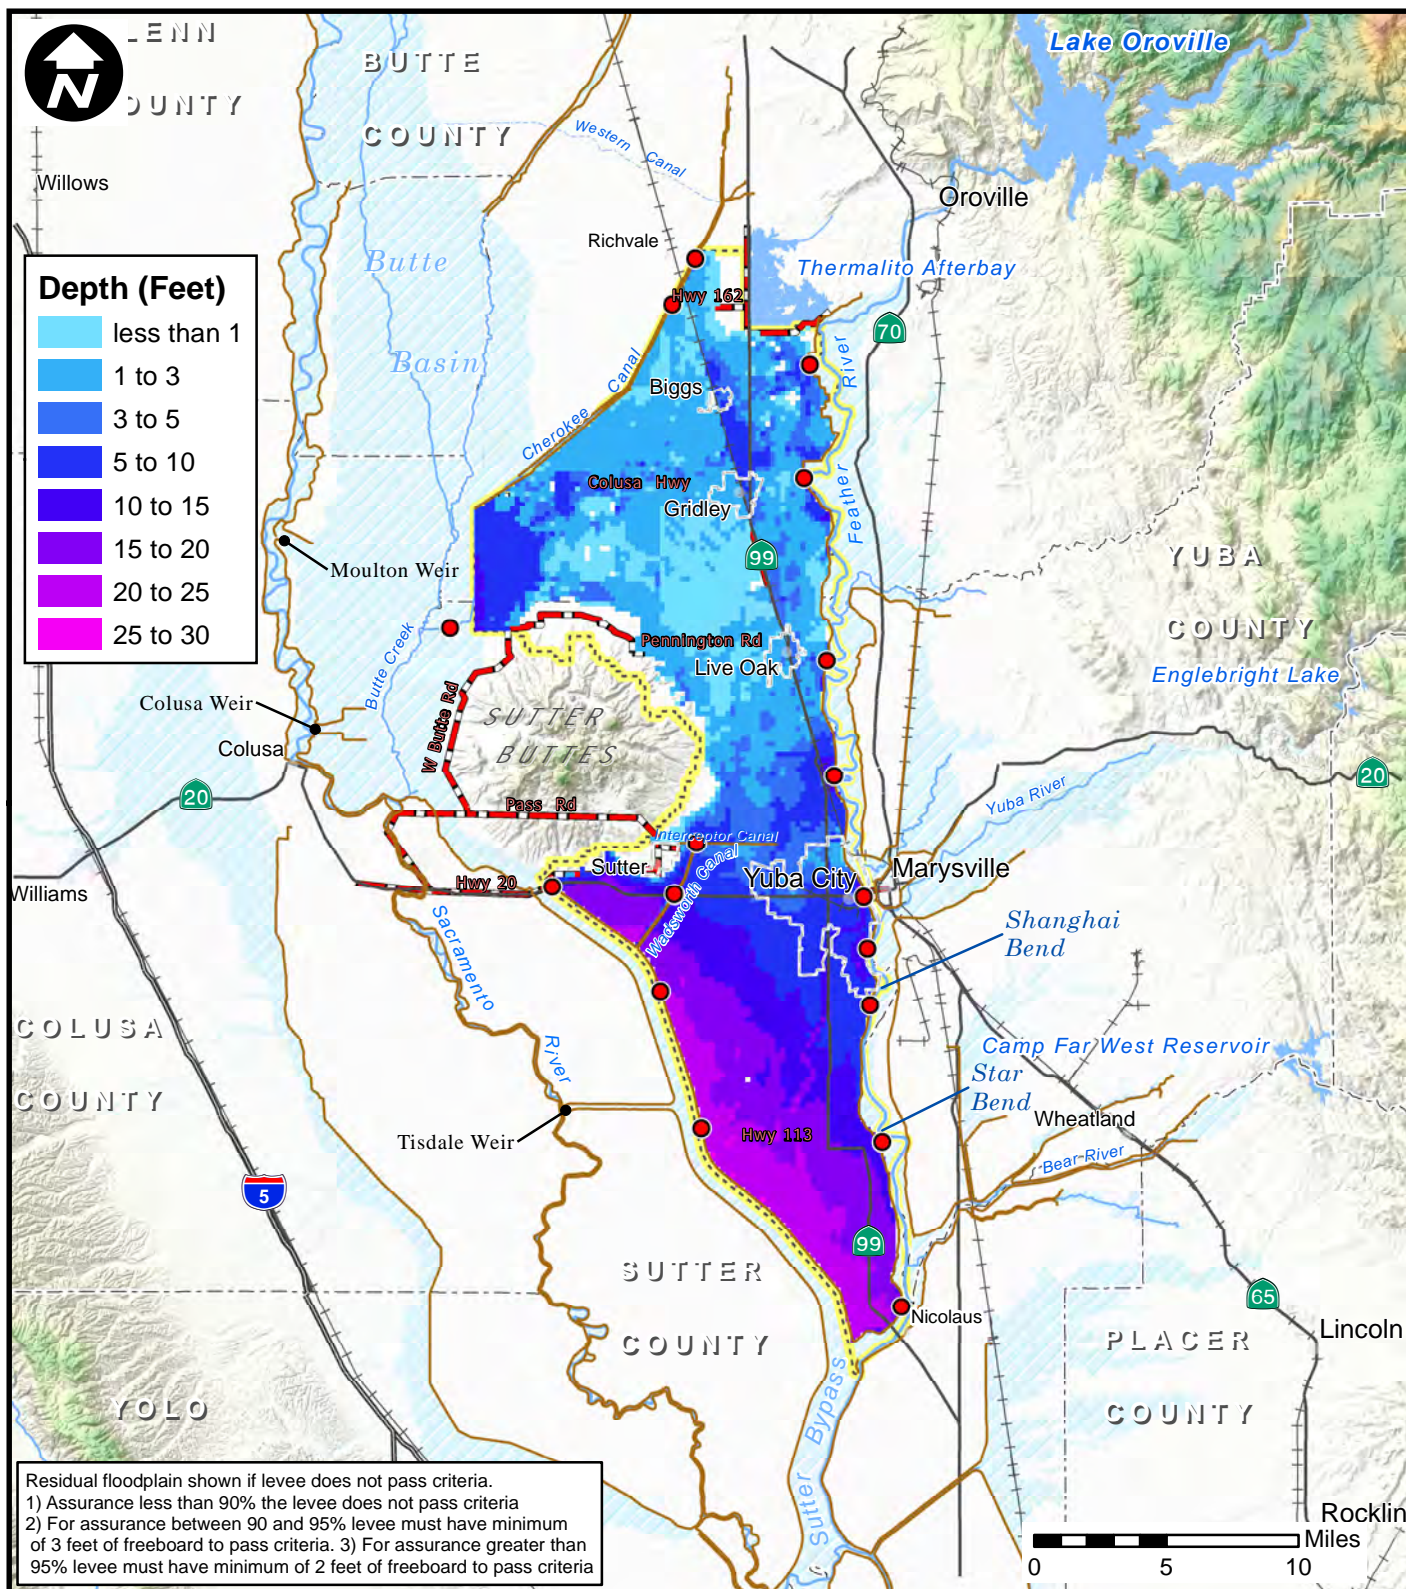 LENN
COUNTY
BUTTE
COUNTY
Lake Oroville
N
Western Canal
Willows
Oroville
Richvale
Butte
Basin
Thermalito Afterbay
Depth (Feet)
less than 1
1 to 3
3 to 5
5 to 10
10 to 15
15 to 20
20 to 25
25 to 30
Hwy 162
70
Feather River
Cherokee Canal
Biggs
Colusa Hwy
Gridley
99
Moulton Weir
YUBA
COUNTY
Butte Creek
Pennington Rd
Live Oak
Englebright Lake
Colusa Weir
Colusa
W Butte Rd
SUTTER
BUTTES
20
20
Pass Rd
Yuba River
Interceptor Canal
Sutter
Wadsworth Canal
Yuba City
Marysville
Williams
Hwy 20
Sacramento
River
Shanghai
Bend
COLUSA
COUNTY
Camp Far West Reservoir
Star
Bend
Wheatland
Tisdale Weir
Hwy 113
Bear River
5
99
SUTTER
COUNTY
Nicolaus
65
PLACER
COUNTY
Lincoln
YOLO
Sutter Bypass
Residual floodplain shown if levee does not pass criteria.
1) Assurance less than 90% the levee does not pass criteria
2) For assurance between 90 and 95% levee must have minimum
of 3 feet of freeboard to pass criteria. 3) For assurance greater than
95% levee must have minimum of 2 feet of freeboard to pass criteria
Rocklin
Miles
0 5 10